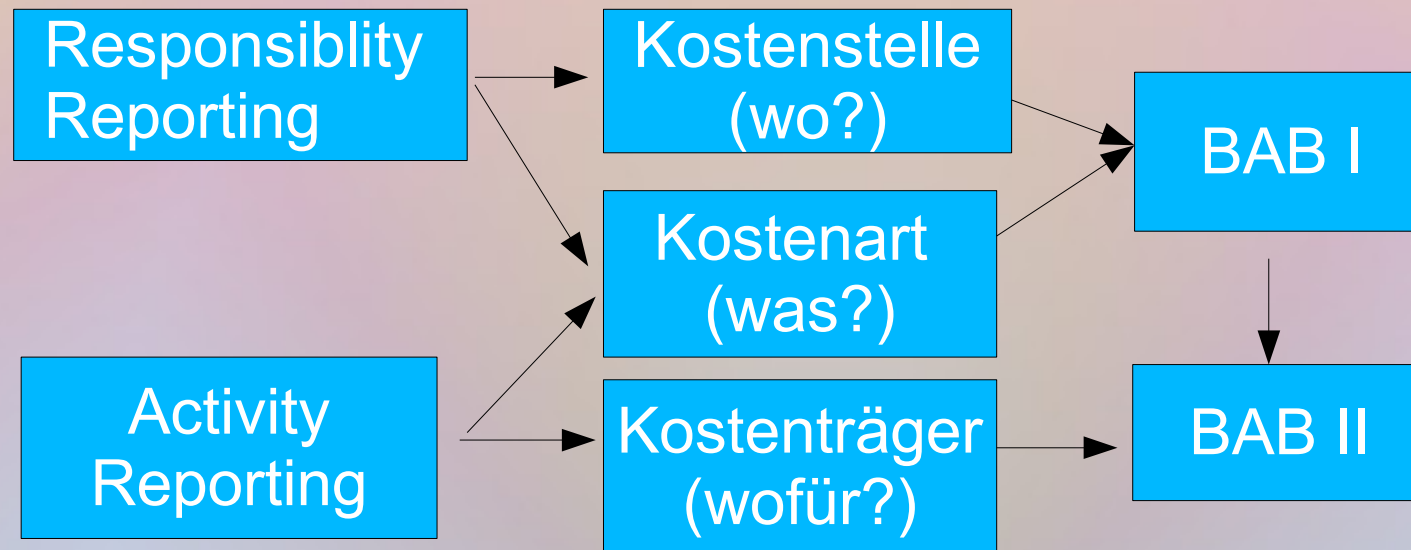 Responsiblity
Reporting
Kostenstelle
(wo?)
BAB I
Kostenart
(was?)
Activity
Reporting
Kostenträger
(wofür?)
BAB II